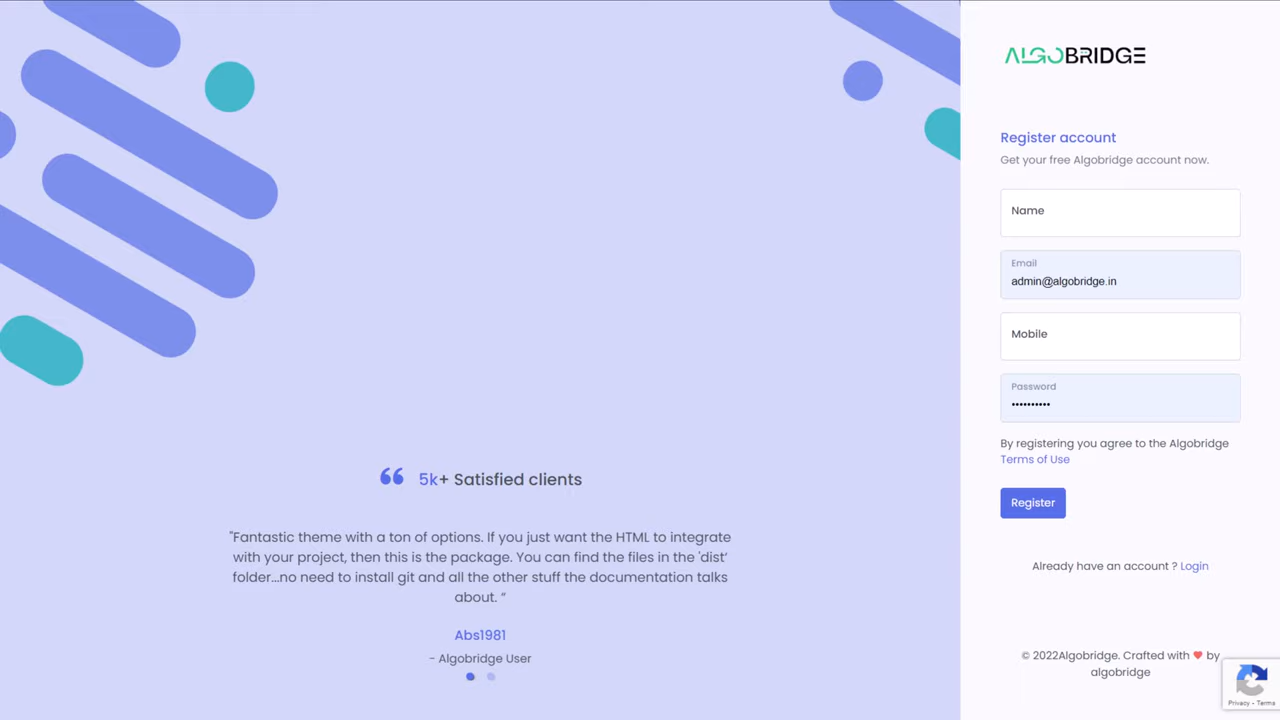 ALGOBRIDGE
Register account
Get your free Algobridge account now.
Name
Email
admin@algobridge.in
Mobile
Password
••••••••••
By registering you agree to the Algobridge
Terms of Use
Register
Already have an account ? Login
© 2022Algobridge. Crafted with ❤ by
algobridge
Privacy - Terms
“ 5k+ Satisfied clients
"Fantastic theme with a ton of options. If you just want the HTML to integrate
with your project, then this is the package. You can find the files in the 'dist'
folder...no need to install git and all the other stuff the documentation talks
about. “
Abs1981
- Algobridge User